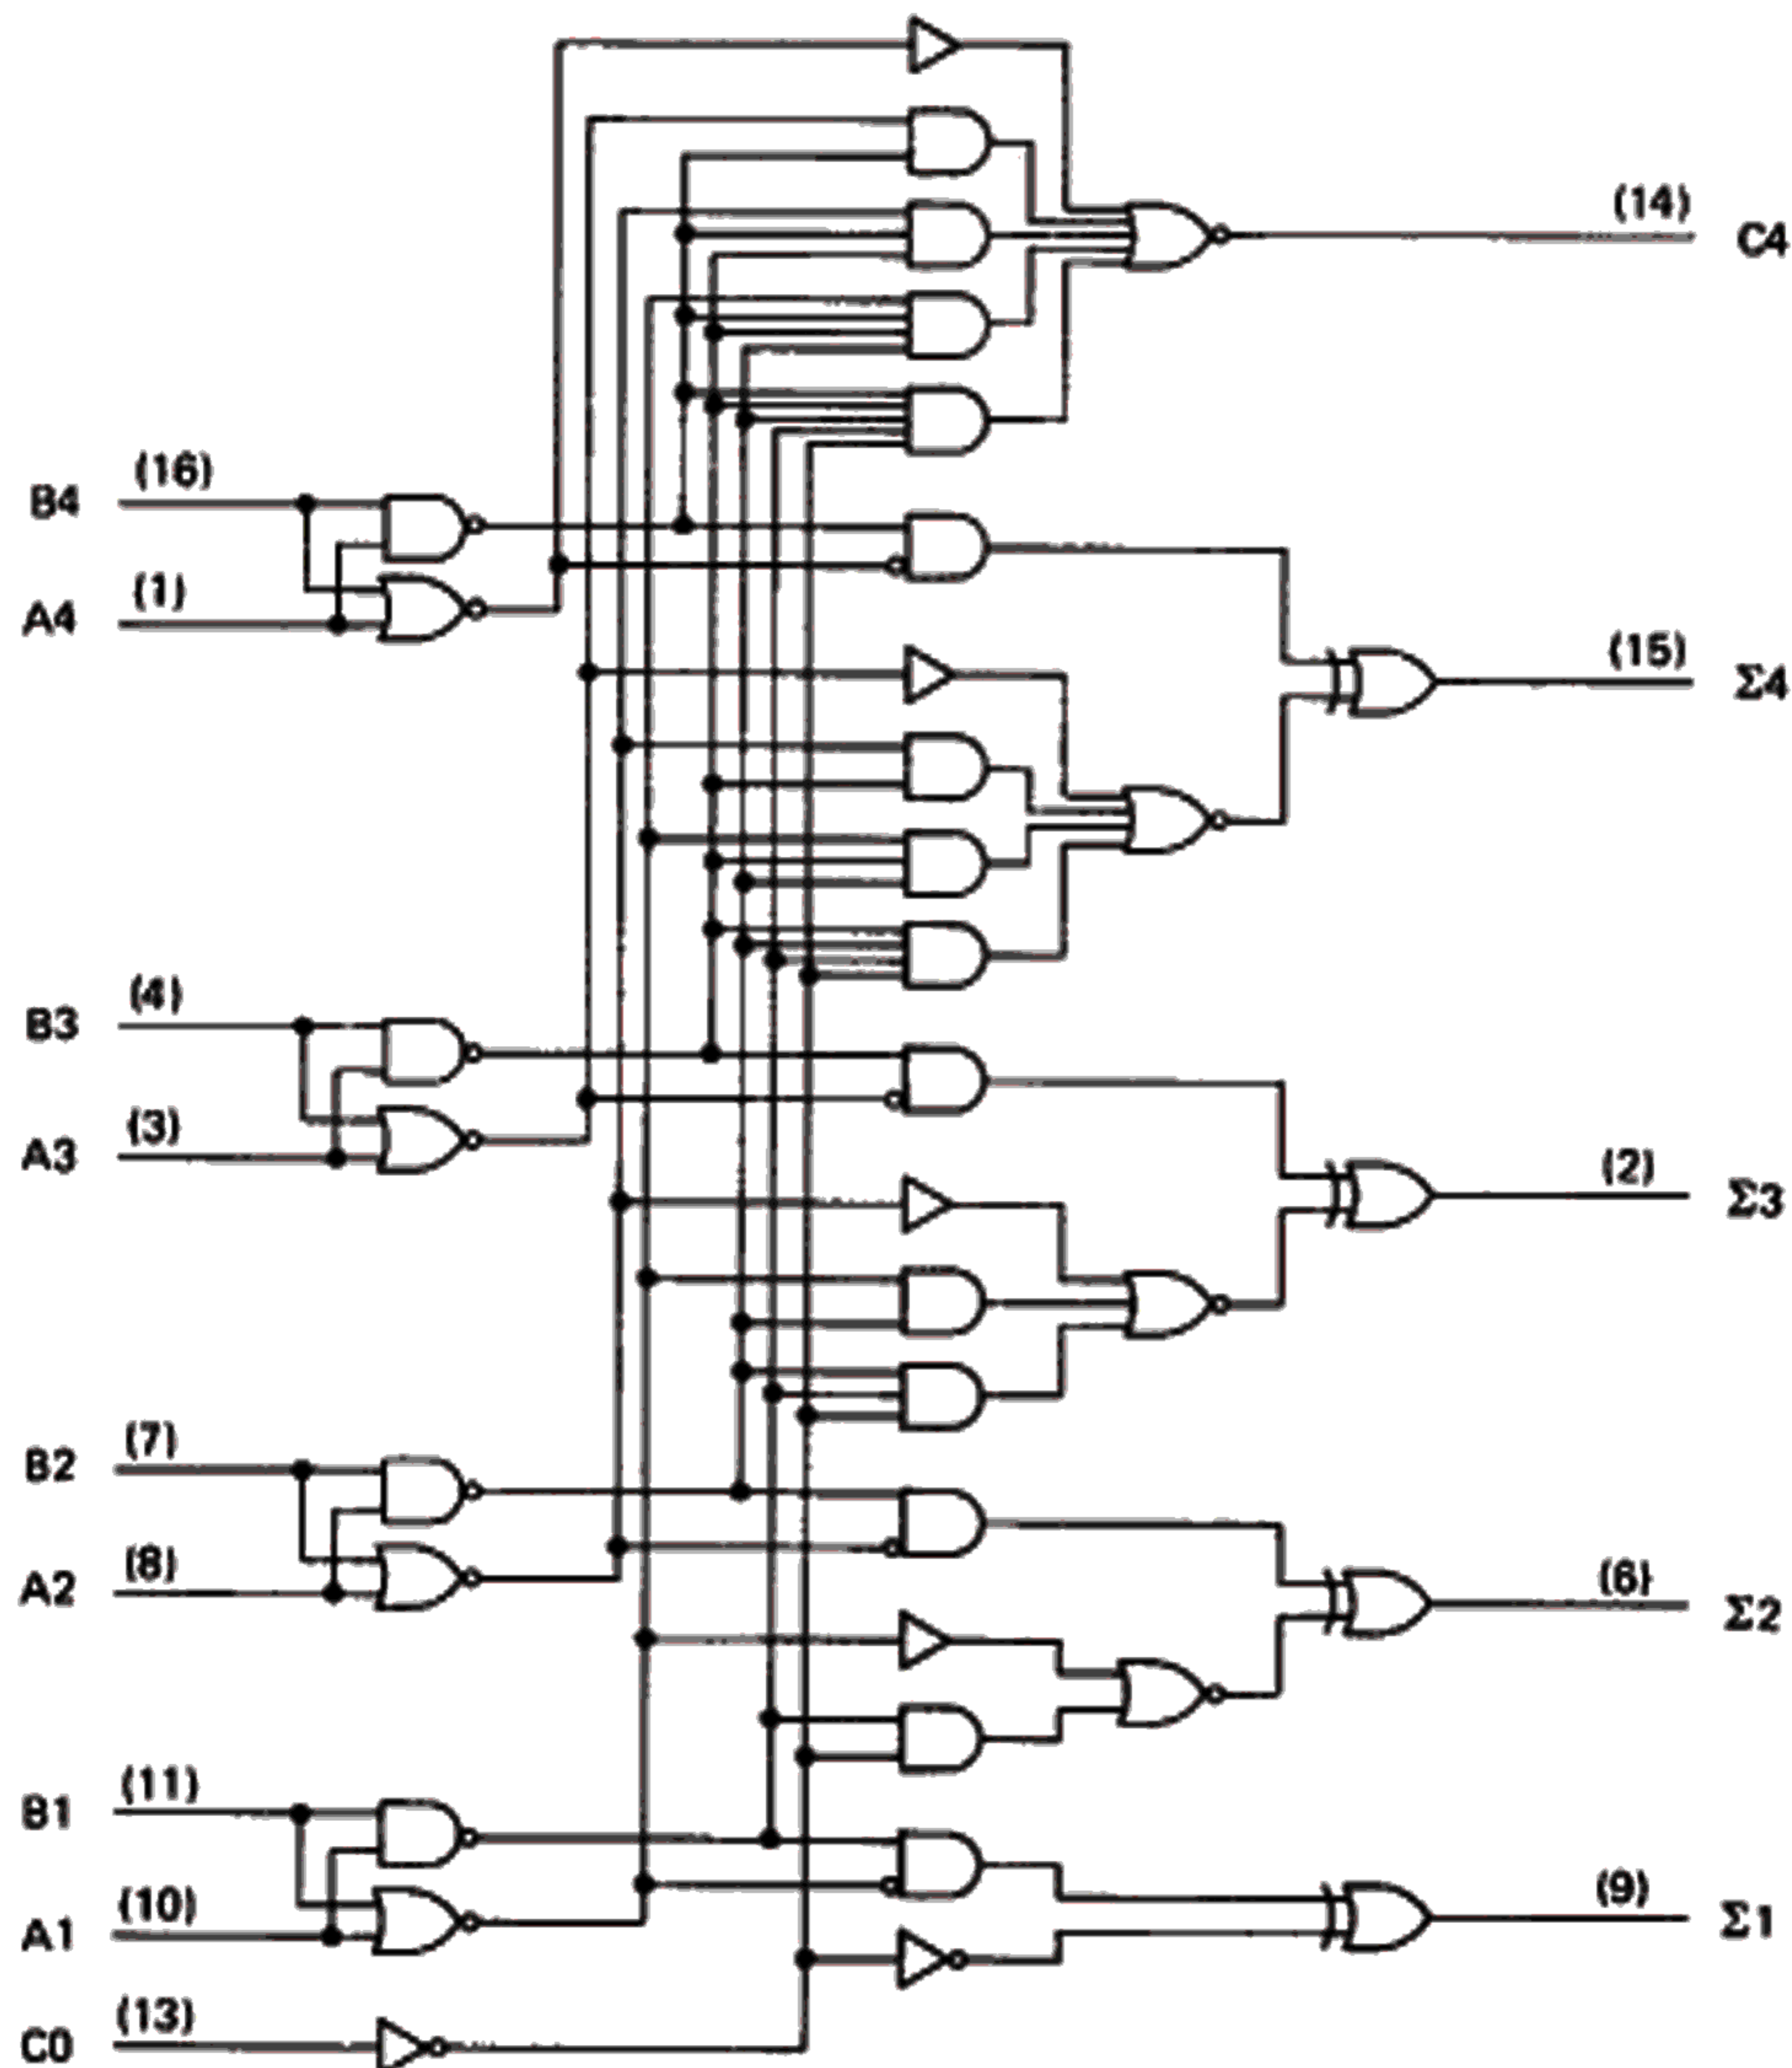 (14)
C4
B4 (16)
A4 (1)
(15)
Σ4
B3 (4)
A3 (3)
(2)
Σ3
B2 (7)
A2 (8)
(6)
Σ2
B1 (11)
A1 (10)
(9)
Σ1
C0 (13)